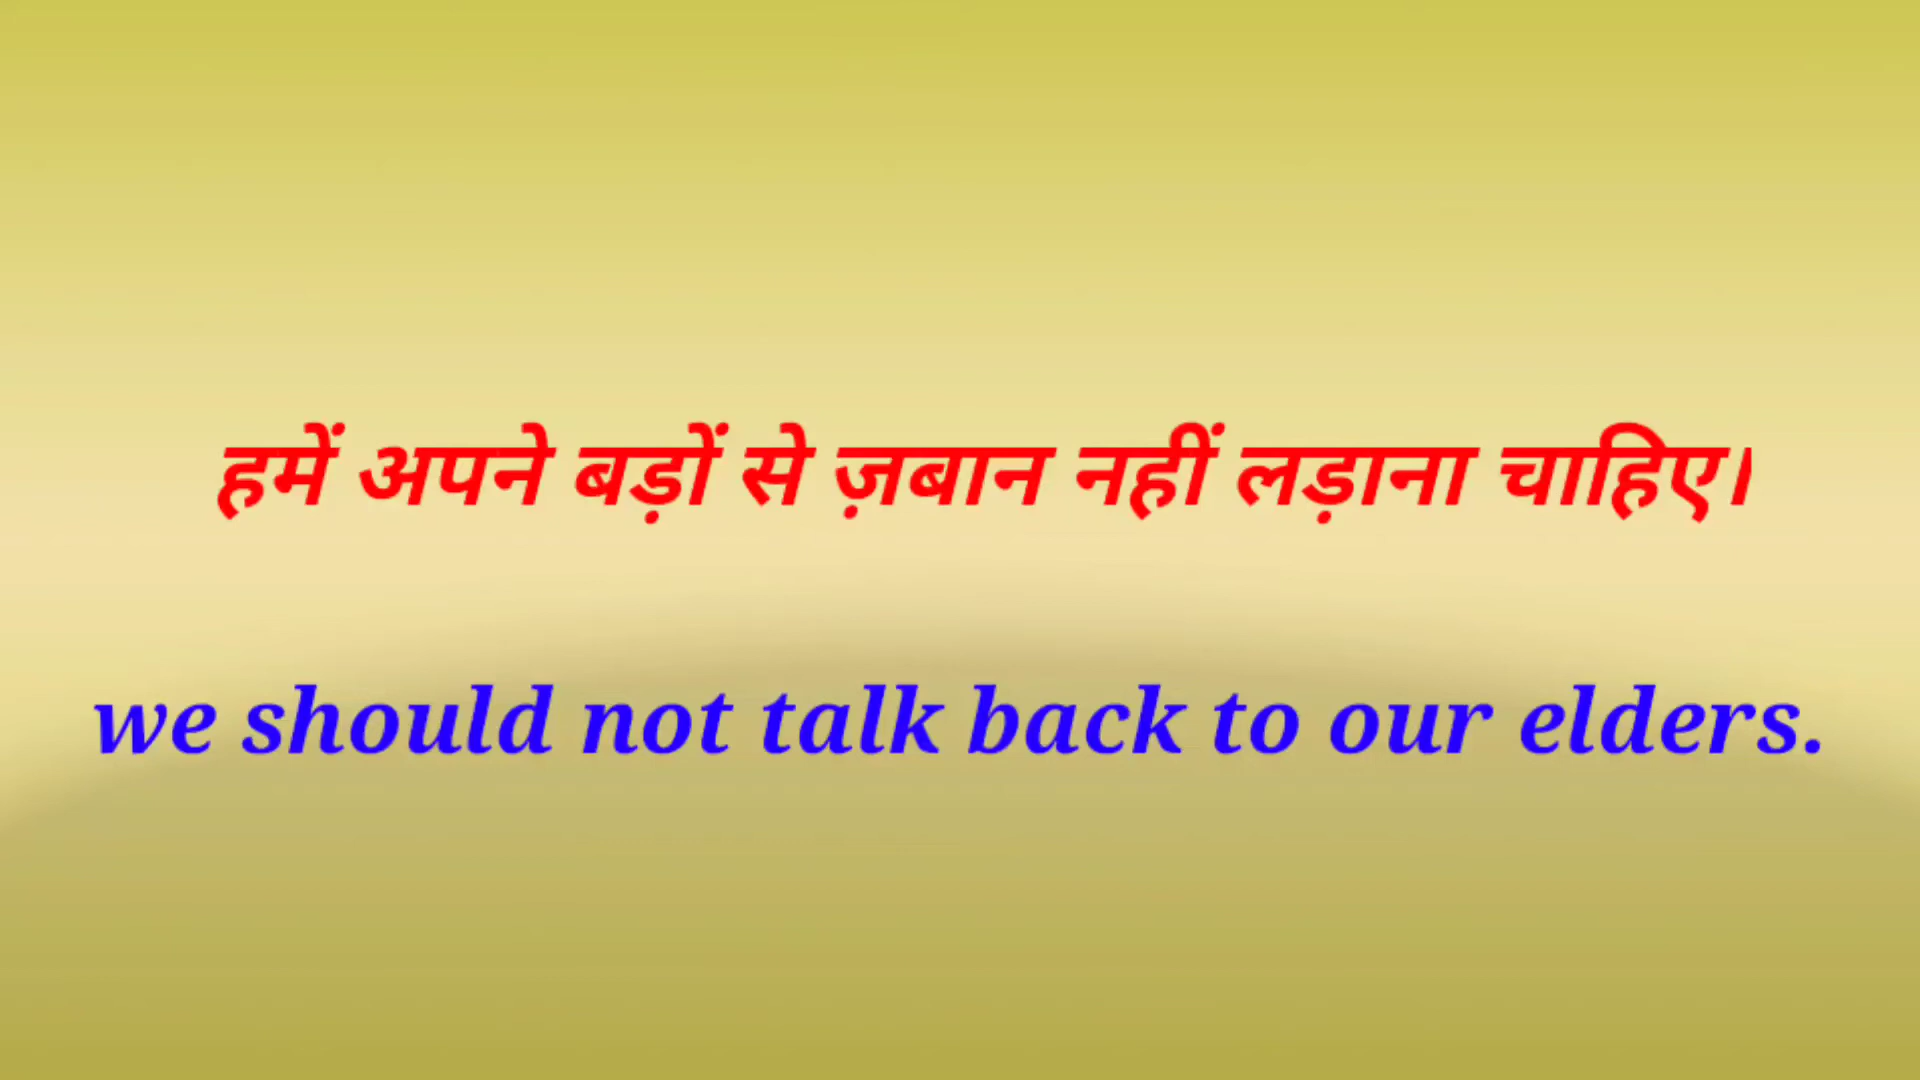 हमें अपने बड़ों से ज़बान नहीं लड़ाना चाहिए।
we should not talk back to our elders.